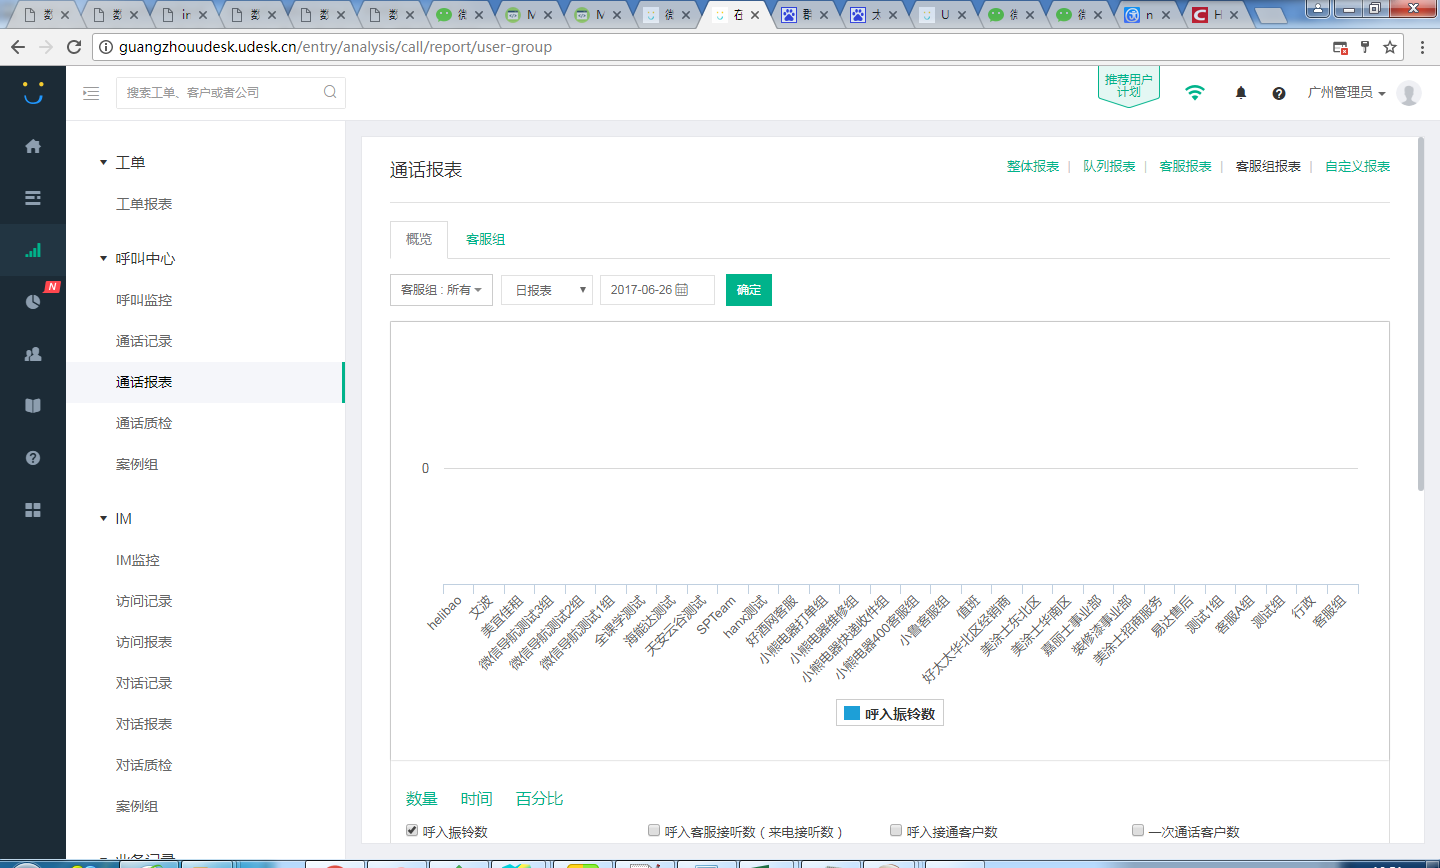 guangzhouudesk.udesk.cn/entry/analysis/call/report/user-group
搜索工单、客户或者公司
推荐用户
计划
广州管理员
N
工单
工单报表
呼叫中心
呼叫监控
通话记录
通话报表
通话质检
案例组
IM
IM监控
访问记录
访问报表
对话记录
对话报表
对话质检
案例组
通话报表
整体报表 | 队列报表 | 客服报表 | 客服组报表 | 自定义报表
概览 客服组
客服组 : 所有 日报表 2017-06-26 确定
0
helibao
文波
美宜佳租
微信导航测试3组
微信导航测试2组
微信导航测试1组
全课学测试
海能达测试
天安云谷测试
SPTeam
hanx测试
好酒网客服
小熊电器打单组
小熊电器维修组
小熊电器快递收件组
小熊电器400客服组
小鲁客服组
值班
好太太华北区经销商
美涂士东北区
美涂士华南区
嘉丽士事业部
装修漆事业部
美涂士招商服务
易达售后
测试1组
客服A组
测试组
行政
客服组
呼入振铃数
数量 时间 百分比
呼入振铃数 呼入客服接听数（来电接听数） 呼入接通客户数 一次通话客户数